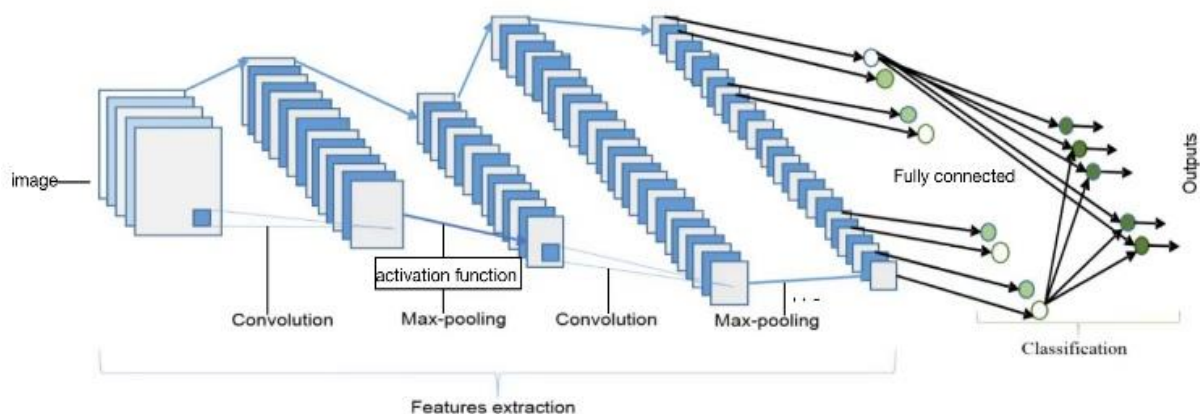 image
Convolution
activation function
Max-pooling
Convolution
Max-pooling
...
Fully connected
Outputs
Classification
Features extraction